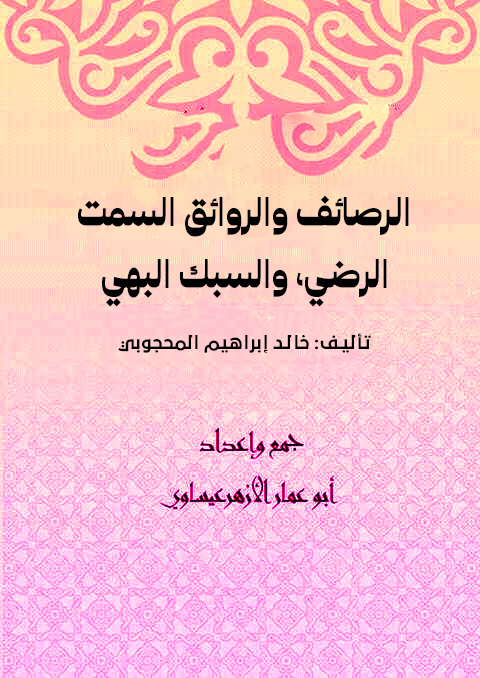 الرصائف والروائق السمت
الرضي، والسبك البهي
تأليف: خالد إبراهيم المحجوبي
جمع وإعداد
أبو عمار الأزهر عيساوي